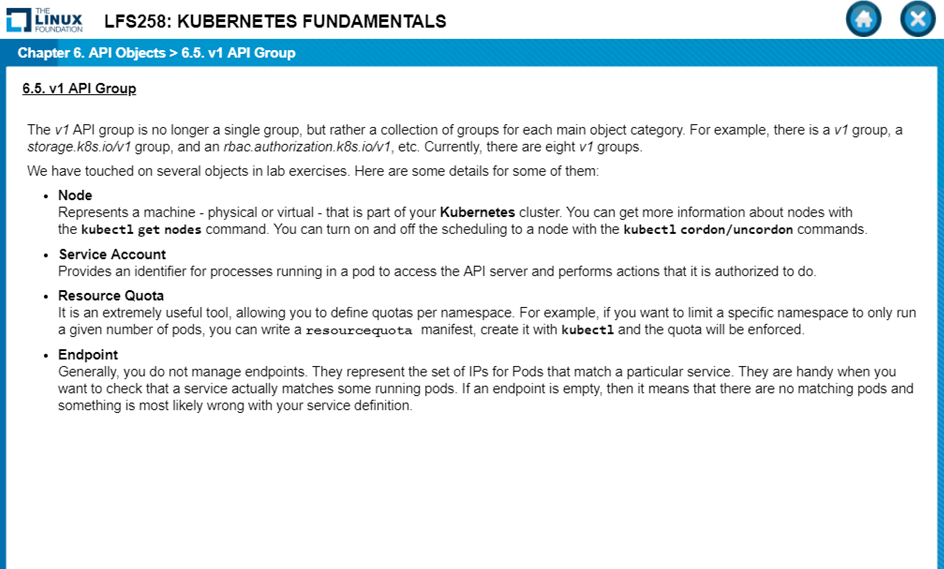 THE
LINUX
FOUNDATION
LFS258: KUBERNETES FUNDAMENTALS
Chapter 6. API Objects > 6.5. v1 API Group
6.5. v1 API Group
The v1 API group is no longer a single group, but rather a collection of groups for each main object category. For example, there is a v1 group, a
storage.k8s.io/v1 group, and an rbac.authorization.k8s.io/v1, etc. Currently, there are eight v1 groups.
We have touched on several objects in lab exercises. Here are some details for some of them:
• Node
Represents a machine - physical or virtual - that is part of your Kubernetes cluster. You can get more information about nodes with
the kubectl get nodes command. You can turn on and off the scheduling to a node with the kubectl cordon/uncordon commands.
• Service Account
Provides an identifier for processes running in a pod to access the API server and performs actions that it is authorized to do.
• Resource Quota
It is an extremely useful tool, allowing you to define quotas per namespace. For example, if you want to limit a specific namespace to only run
a given number of pods, you can write a resourcequota manifest, create it with kubectl and the quota will be enforced.
• Endpoint
Generally, you do not manage endpoints. They represent the set of IPs for Pods that match a particular service. They are handy when you
want to check that a service actually matches some running pods. If an endpoint is empty, then it means that there are no matching pods and
something is most likely wrong with your service definition.